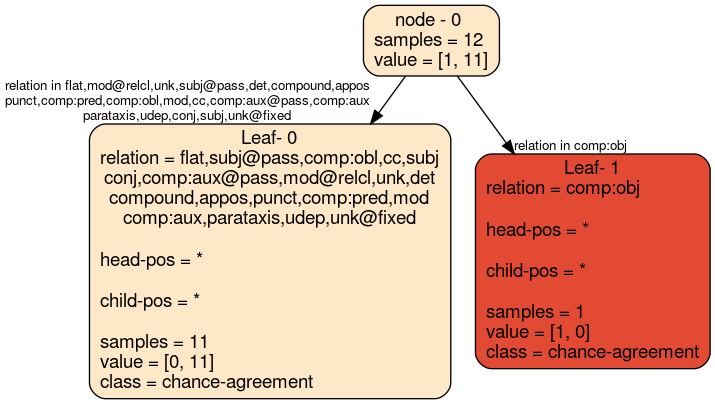 node - 0
samples = 12
value = [1, 11]
relation in flat,mod@relcl,unk,subj@pass,det,compound,appos
punct,comp:pred,comp:obl,mod,cc,comp:aux@pass,comp:aux
parataxis,udep,conj,subj,unk@fixed
relation in comp:obj
Leaf- 0
relation = flat,subj@pass,comp:obl,cc,subj
conj,comp:aux@pass,mod@relcl,unk,det
compound,appos,punct,comp:pred,mod
comp:aux,parataxis,udep,unk@fixed
head-pos = *
child-pos = *
samples = 11
value = [0, 11]
class = chance-agreement
Leaf- 1
relation = comp:obj
head-pos = *
child-pos = *
samples = 1
value = [1, 0]
class = chance-agreement